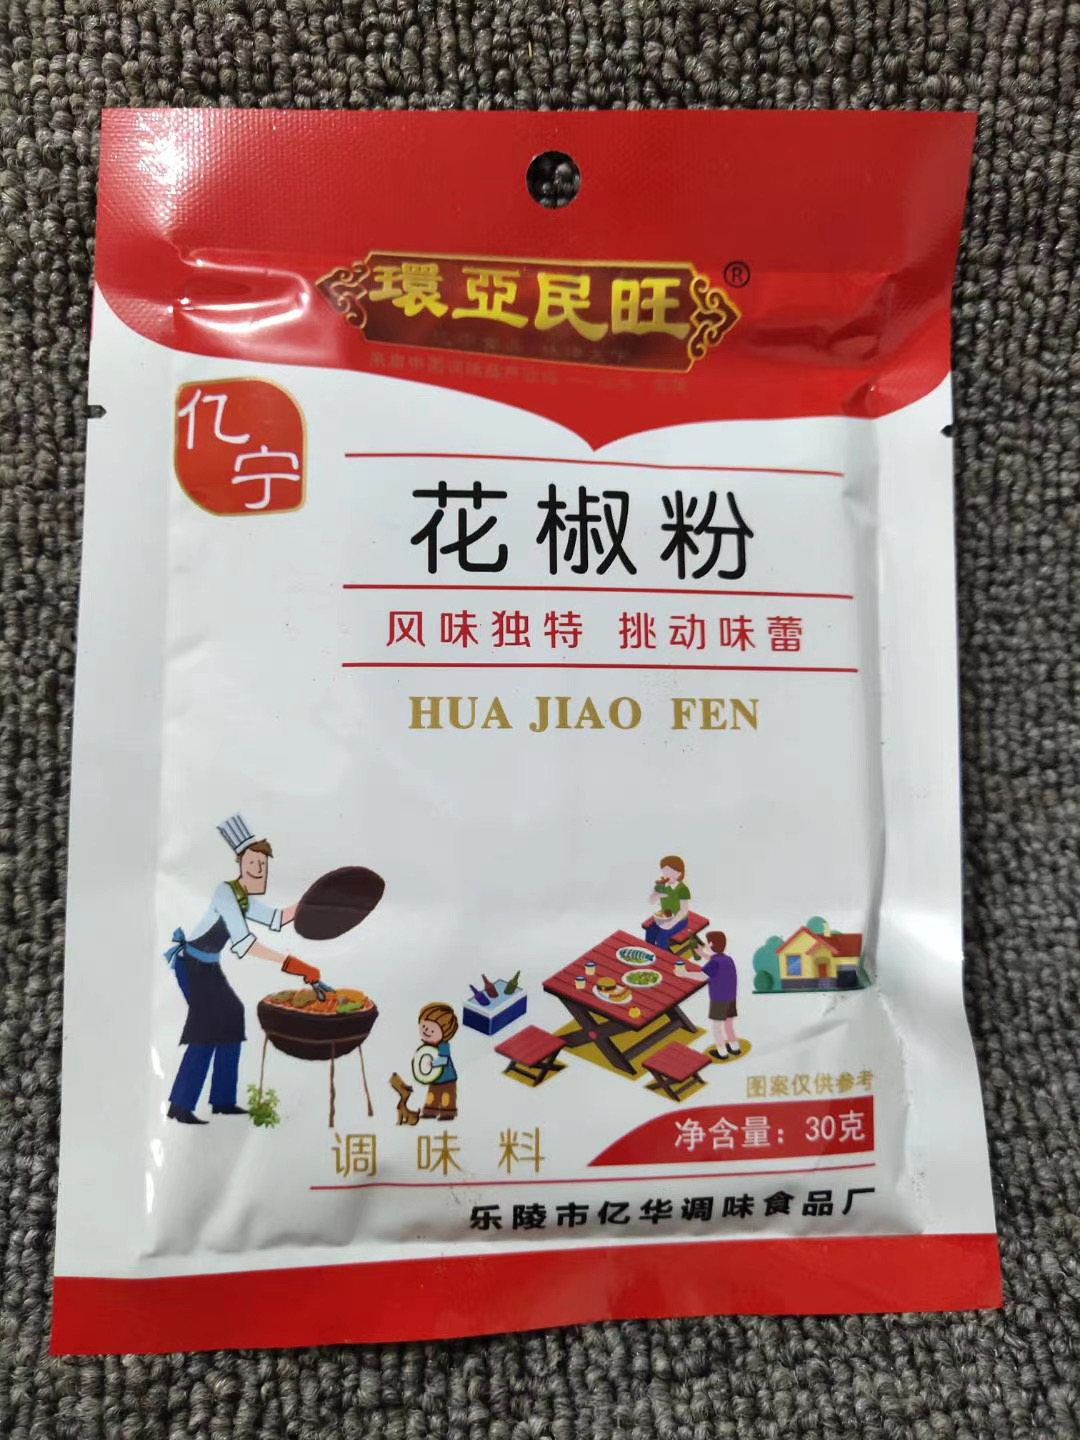 環亞民旺®
亿宁
花椒粉
风味独特 挑动味蕾
HUA JIAO FEN
图案仅供参考
净含量：30克
调味料
乐陵市亿华调味食品厂